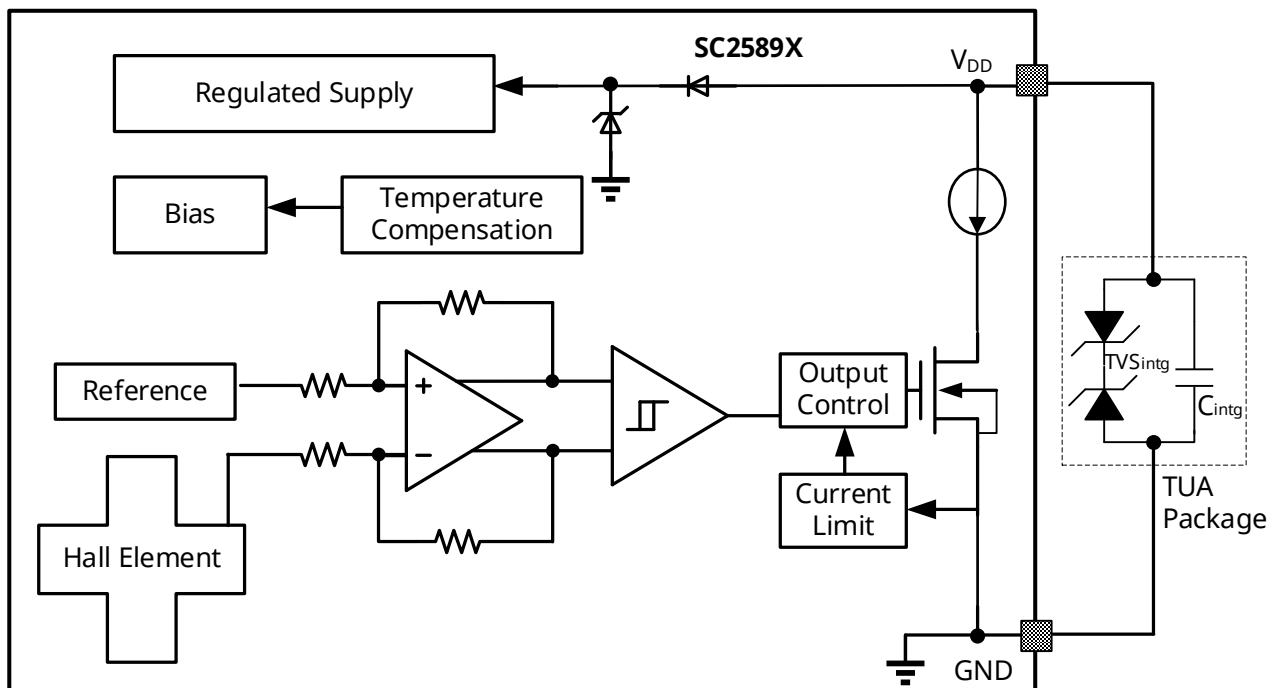 SC2589X
VDD
Regulated Supply
Bias
Temperature
Compensation
Reference
+
−
Output
Control
TVSintg
Cintg
Current
Limit
TUA
Package
Hall Element
GND